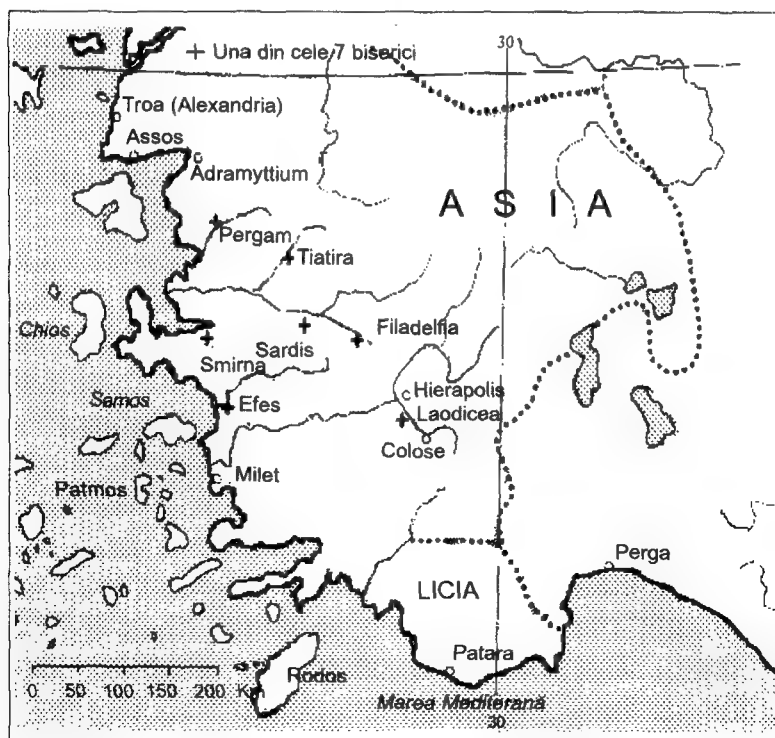 30
+ Una din cele 7 biserici
Troa (Alexandria)
Assos
Adramyttium
ASIA
Pergam
Tiatira
Chios
Smirna
Sardis
Filadelfia
Samos
Efes
Hierapolis
Laodicea
Colose
Milet
Patmos
Perga
LICIA
Patara
Rodos
0 50 100 150 200 Km
Marea Mediterană
30